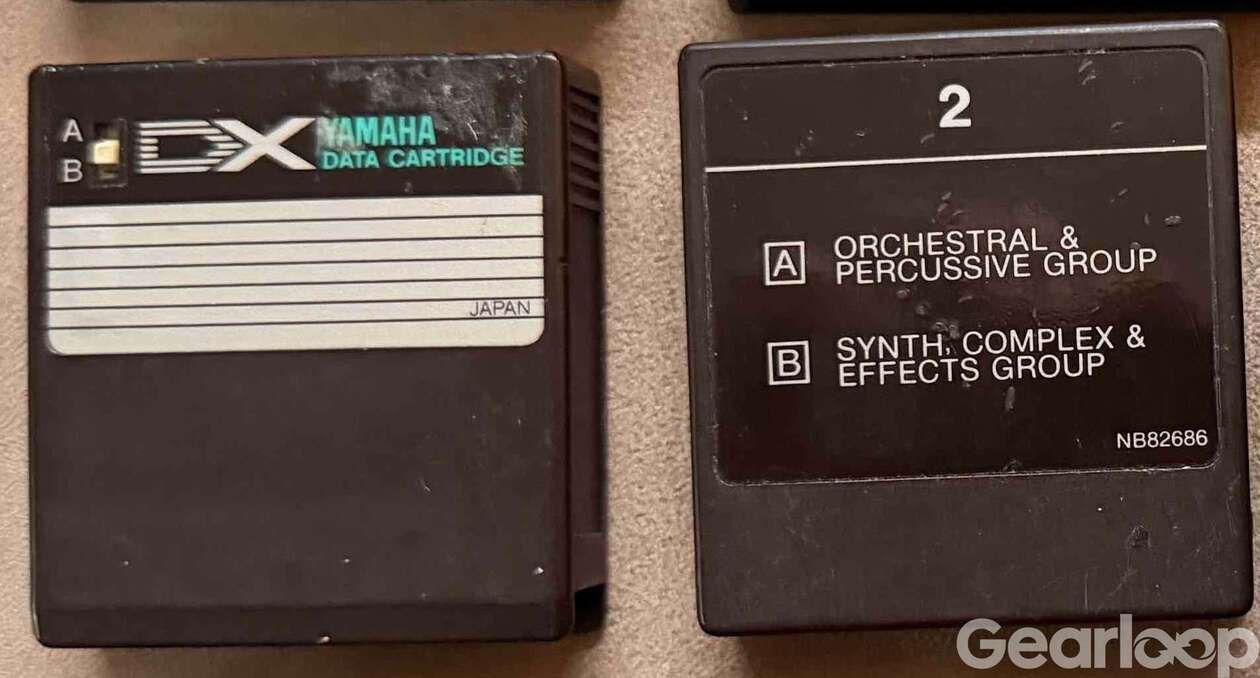 A
B
DX YAMAHA
DATA CARTRIDGE
JAPAN
2
A ORCHESTRAL &
PERCUSSIVE GROUP
B SYNTH, COMPLEX &
EFFECTS GROUP
NB82686
Gearloop